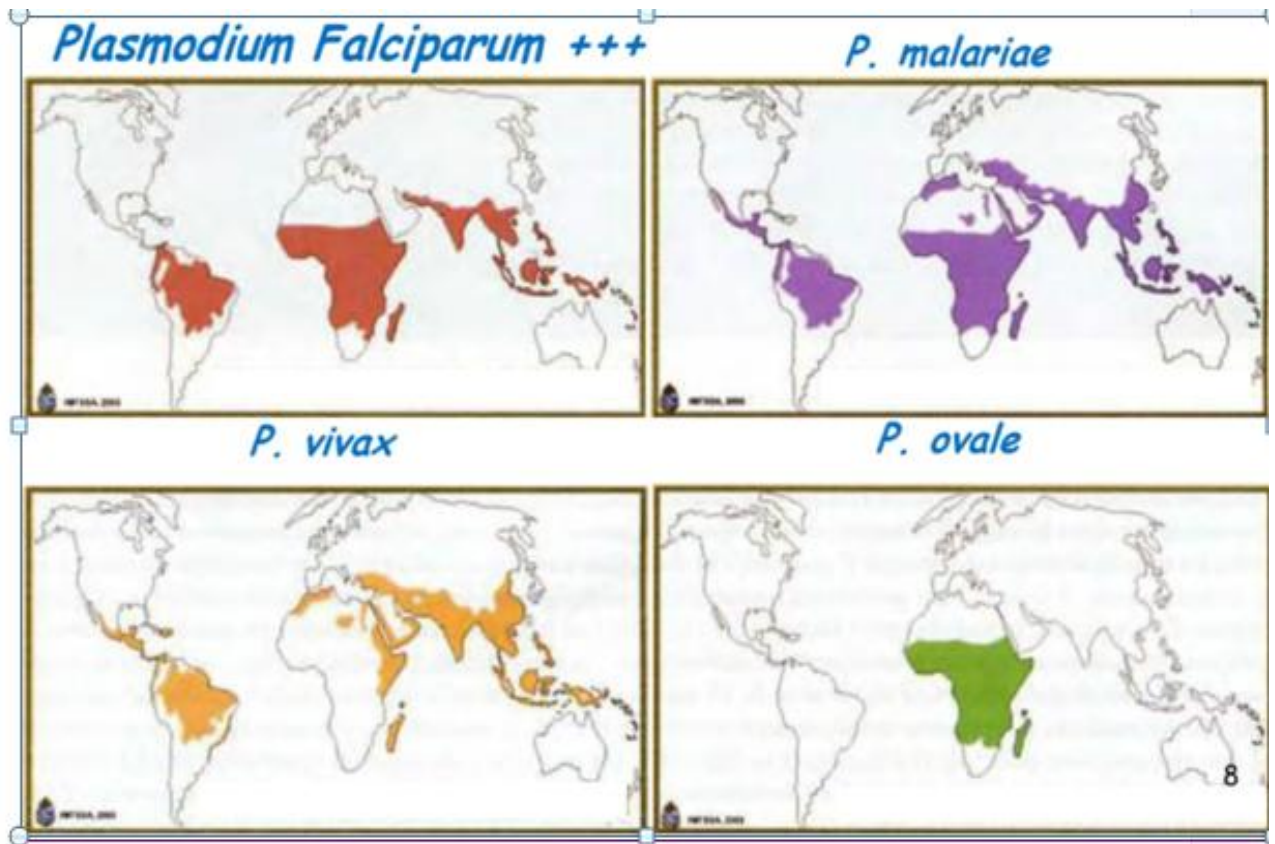 Plasmodium Falciparum +++
P. malariae
P. vivax
P. ovale
8